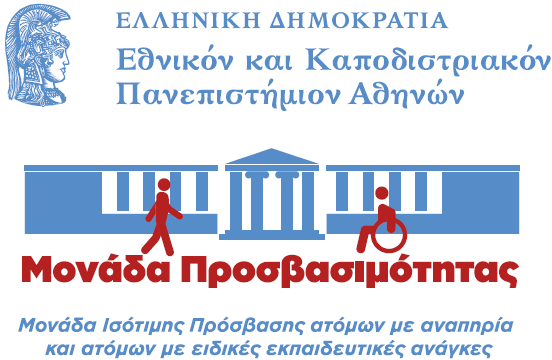 ΕΛΛΗΝΙΚΗ ΔΗΜΟΚΡΑΤΙΑ
Εθνικόν και Καποδιστριακόν
Πανεπιστήμιον Αθηνών
Μονάδα Προσβασιμότητας
Μονάδα Ισότιμης Πρόσβασης ατόμων με αναπηρία
και ατόμων με ειδικές εκπαιδευτικές ανάγκες